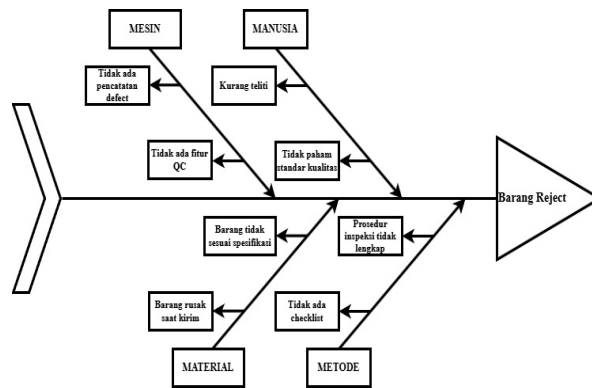 MESIN
MANUSIA
Tidak ada
pencatatan
defect
Kurang teliti
Tidak ada fitur
QC
Tidak paham
standar kualitas
Barang Reject
Barang tidak
sesuai spesifikasi
Prosedur
inspeksi tidak
lengkap
Barang rusak
saat kirim
Tidak ada
checklist
MATERIAL
METODE